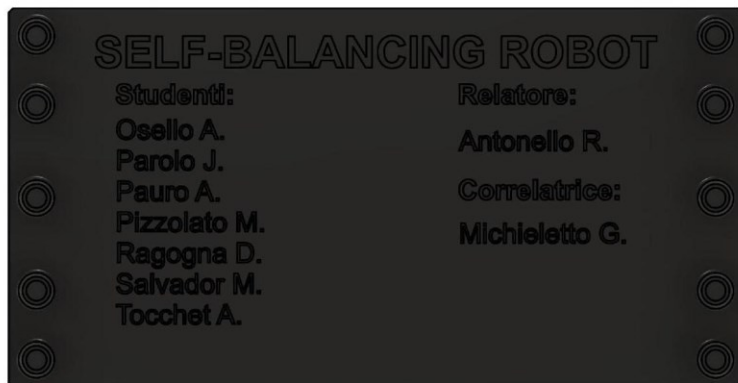 SELF-BALANCING ROBOT
Studenti:
Osello A.
Parolo J.
Pauro A.
Pizzolato M.
Ragogna D.
Salvador M.
Tocchet A.
Relatore:
Antonello R.
Correlatrice:
Michieletto G.